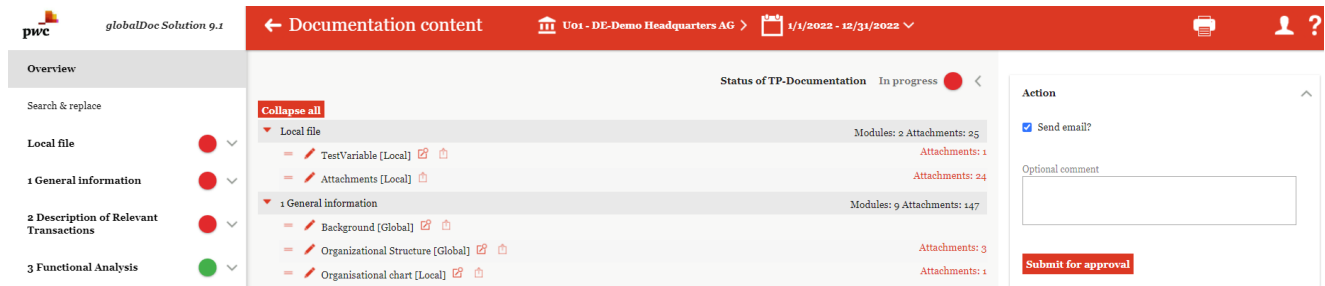 pwc
globalDoc Solution 9.1
Documentation content
U01 - DE-Demo Headquarters AG
1/1/2022 - 12/31/2022
?
Overview
Search & replace
Local file
1 General information
2 Description of Relevant
Transactions
3 Functional Analysis
Status of TP-Documentation In progress
Collapse all
Local file Modules: 2 Attachments: 25
TestVariable [Local] Attachments: 1
Attachments [Local] Attachments: 24
1 General information Modules: 9 Attachments: 147
Background [Global]
Organizational Structure [Global] Attachments: 3
Organisational chart [Local] Attachments: 1
Action
Send email?
Optional comment
Submit for approval